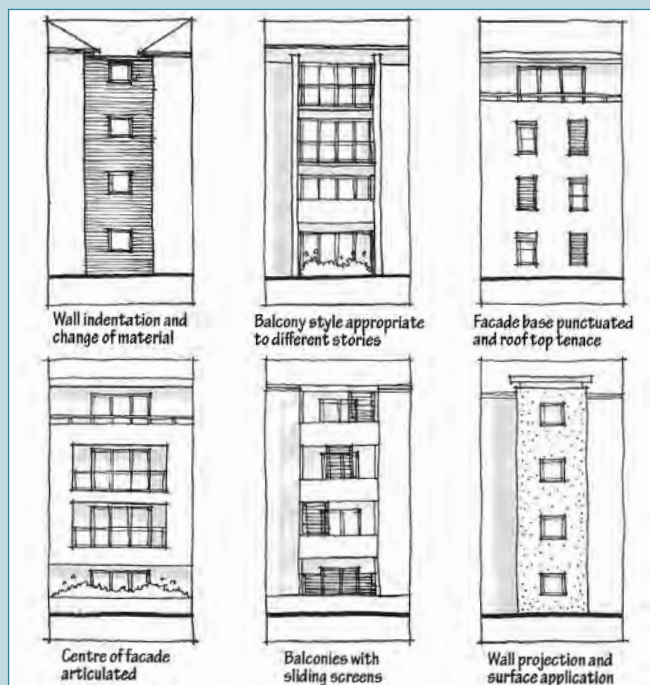 Wall indentation and
change of material
Balcony style appropriate
to different stories
Facade base punctuated
and roof top tenace
Centre of facade
articulated
Balconies with
sliding screens
Wall projection and
surface application